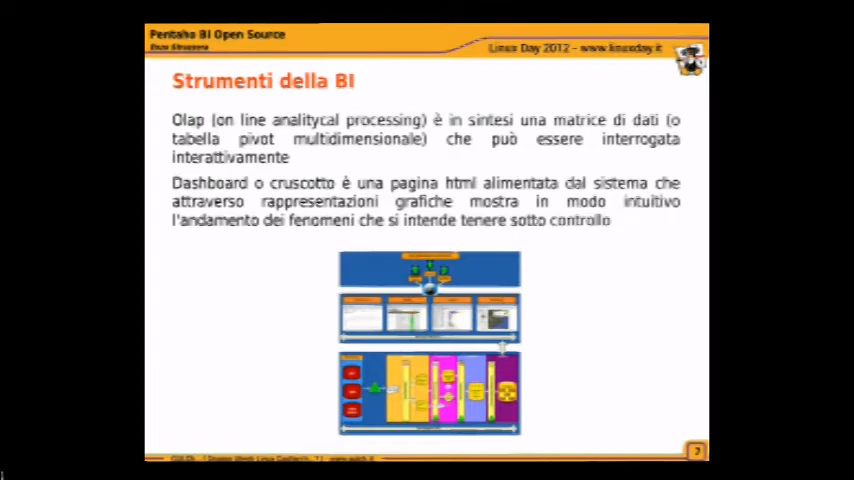 Pentaho BI Open Source
Enzo
Linux Day 2012 - www.linuxday.it
Strumenti della BI
Olap (on line analitycal processing) è in sintesi una matrice di dati (o
tabella pivot multidimensionale) che può essere interrogata
interattivamente
Dashboard o cruscotto è una pagina html alimentata dal sistema che
attraverso rappresentazioni grafiche mostra in modo intuitivo
l'andamento dei fenomeni che si intende tenere sotto controllo
7